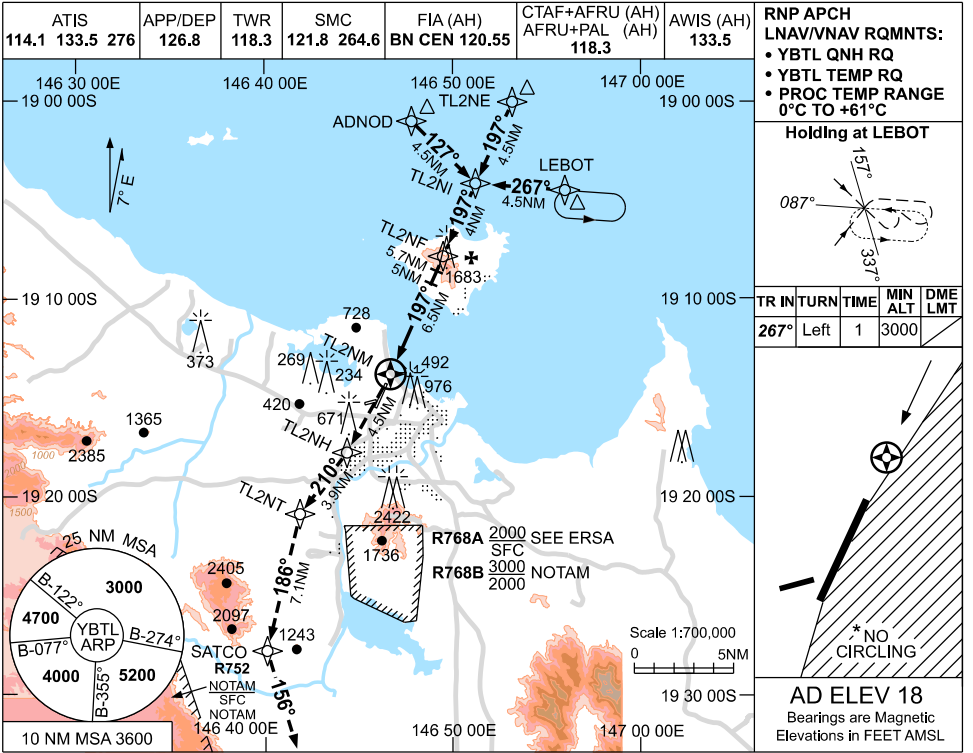 ATIS
114.1 133.5 276
APP/DEP
126.8
TWR
118.3
SMC
121.8 264.6
FIA (AH)
BN CEN 120.55
CTAF+AFRU (AH)
AFRU+PAL (AH)
118.3
AWIS (AH)
133.5
RNP APCH
LNAV/VNAV RQMNTS:
• YBTL QNH RQ
• YBTL TEMP RQ
• PROC TEMP RANGE
0°C TO +61°C
146 30 00E
146 40 00E
146 50 00E
147 00 00E
19 00 00S
19 00 00S
TL2NE
ADNOD
197°
4.5NM
127°
4.5NM
LEBOT
TL2NI
267°
4.5NM
7° E
197°
4NM
TL2NF
5.7NM
5NM
1683
Holding at LEBOT
157°
087°
337°
19 10 00S
19 10 00S
197°
6.5NM
TR IN
TURN
TIME
MIN
ALT
DME
LMT
267°
Left
1
3000
728
TL2NM
373
269
234
492
976
420
671
4.5NM
1365
2385
1000
2000
1500
TL2NH
210°
3.9NM
19 20 00S
19 20 00S
TL2NT
2422
1736
R768A 2000 SEE ERSA
SFC
R768B 3000 NOTAM
2000
25 NM MSA
3000
B-122°
4700
YBTL
ARP
B-077°
B-274°
4000
B-355°
5200
10 NM MSA 3600
2405
2097
186°
7.1NM
1243
SATCO
R752
NOTAM
SFC
NOTAM
156°
Scale 1:700,000
0
5NM
19 30 00S
146 40 00E
146 50 00E
147 00 00E
*NO
CIRCLING
AD ELEV 18
Bearings are Magnetic
Elevations in FEET AMSL